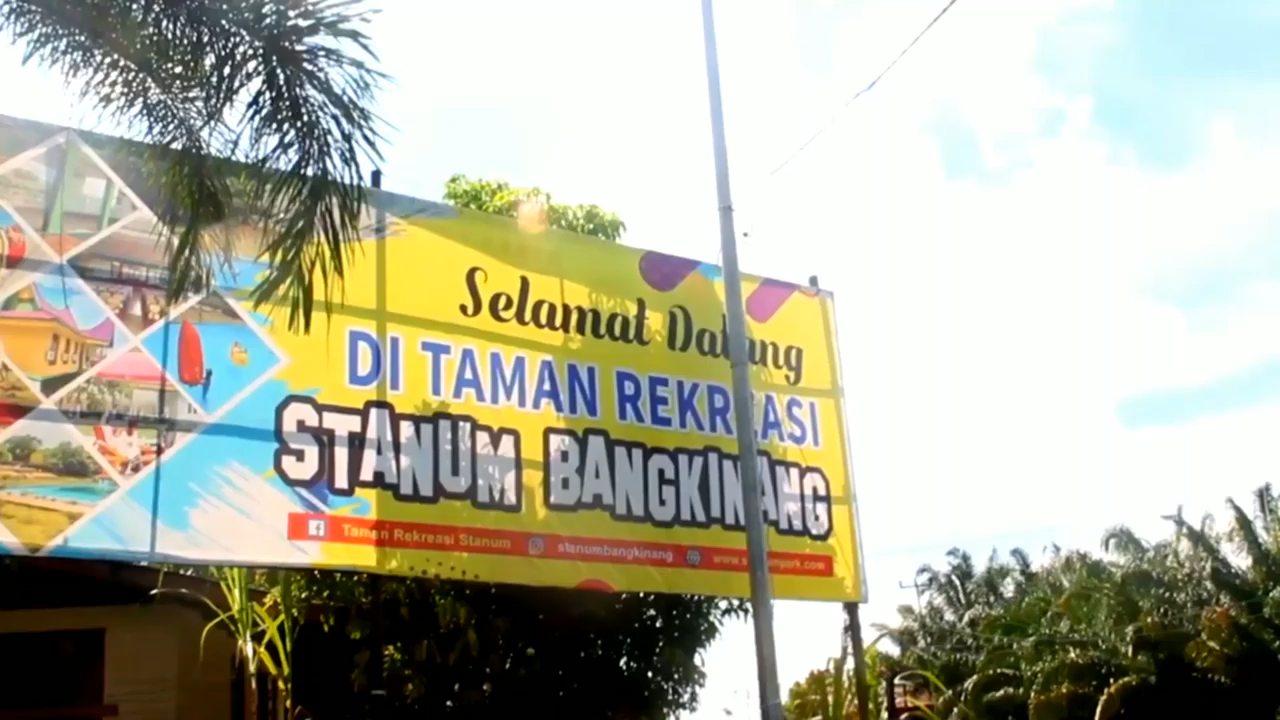 Selamat Datang
DI TAMAN REKREASI
STANUM BANGKINANG
Taman Rekreasi Stanum stanumbangkinang